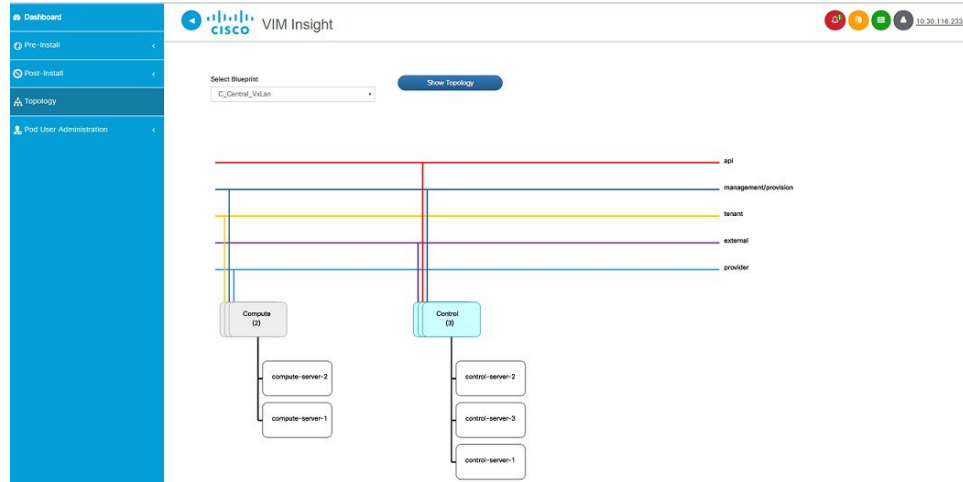 Dashboard
Pre-Install
Post-Install
Topology
Pod User Administration
CISCO VIM Insight
10.30.116.233
Select Blueprint
C_Central_VxLan
Show Topology
api
management/provision
tenant
external
provider
Compute
(2)
Control
(3)
compute-server-2
control-server-2
compute-server-1
control-server-3
control-server-1